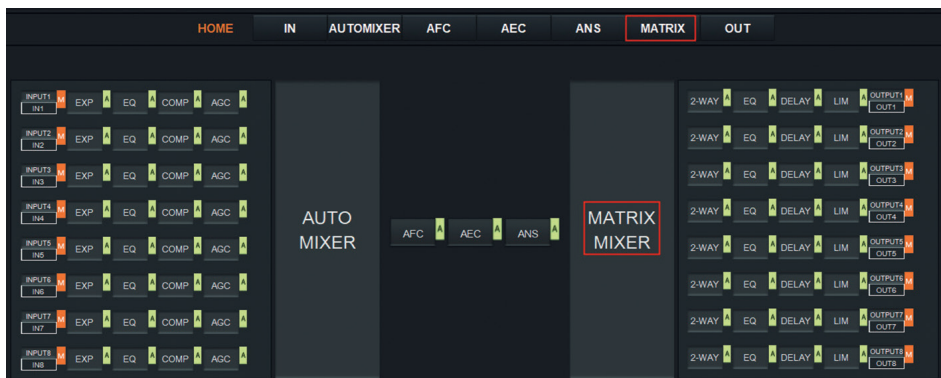 HOME IN AUTOMIXER AFC AEC ANS MATRIX OUT
INPUT1 M EXP A EQ A COMP A AGC A
IN1
INPUT2 M EXP A EQ A COMP A AGC A
IN2
INPUT3 M EXP A EQ A COMP A AGC A
IN3
INPUT4 M EXP A EQ A COMP A AGC A
IN4
INPUT5 M EXP A EQ A COMP A AGC A
IN5
INPUT6 M EXP A EQ A COMP A AGC A
IN6
INPUT7 M EXP A EQ A COMP A AGC A
IN7
INPUT8 M EXP A EQ A COMP A AGC A
IN8
AUTO
MIXER
AFC A AEC A ANS A
MATRIX
MIXER
2-WAY A EQ A DELAY A LIM A OUTPUT1 M
OUT1
2-WAY A EQ A DELAY A LIM A OUTPUT2 M
OUT2
2-WAY A EQ A DELAY A LIM A OUTPUT3 M
OUT3
2-WAY A EQ A DELAY A LIM A OUTPUT4 M
OUT4
2-WAY A EQ A DELAY A LIM A OUTPUT5 M
OUT5
2-WAY A EQ A DELAY A LIM A OUTPUT6 M
OUT6
2-WAY A EQ A DELAY A LIM A OUTPUT7 M
OUT7
2-WAY A EQ A DELAY A LIM A OUTPUT8 M
OUT8